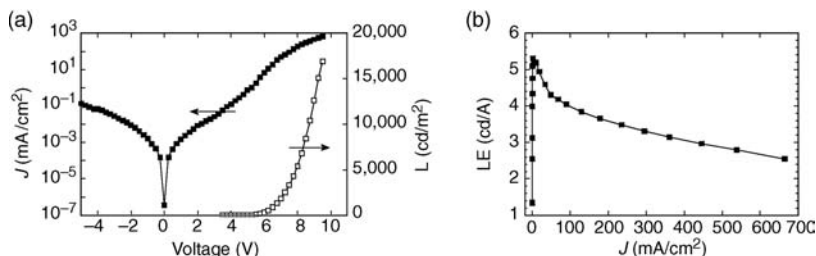 (a)
10³
10¹
10⁻¹
10⁻³
10⁻⁵
10⁻⁷
J (mA/cm²)
−4 −2 0 2 4 6 8 10
Voltage (V)
20,000
15,000
10,000
5,000
0
L (cd/m²)
(b)
6
5
4
3
2
1
LE (cd/A)
0 100 200 300 400 500 600 700
J (mA/cm²)